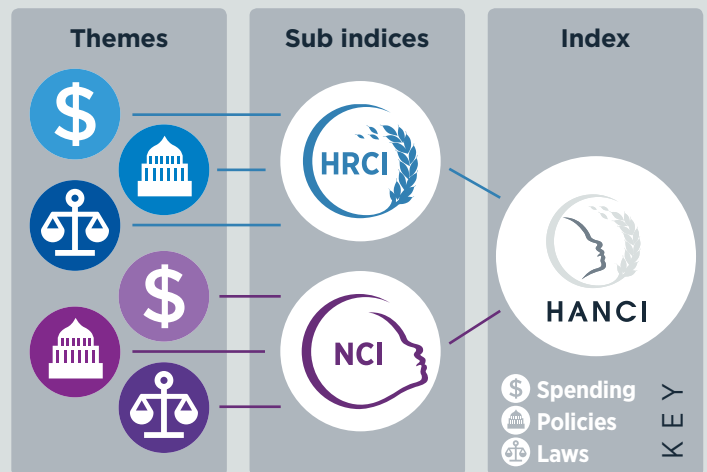 Themes
Sub indices
Index
$
HRCI
$
NCI
HANCI
$ Spending
Policies
Laws
KEY